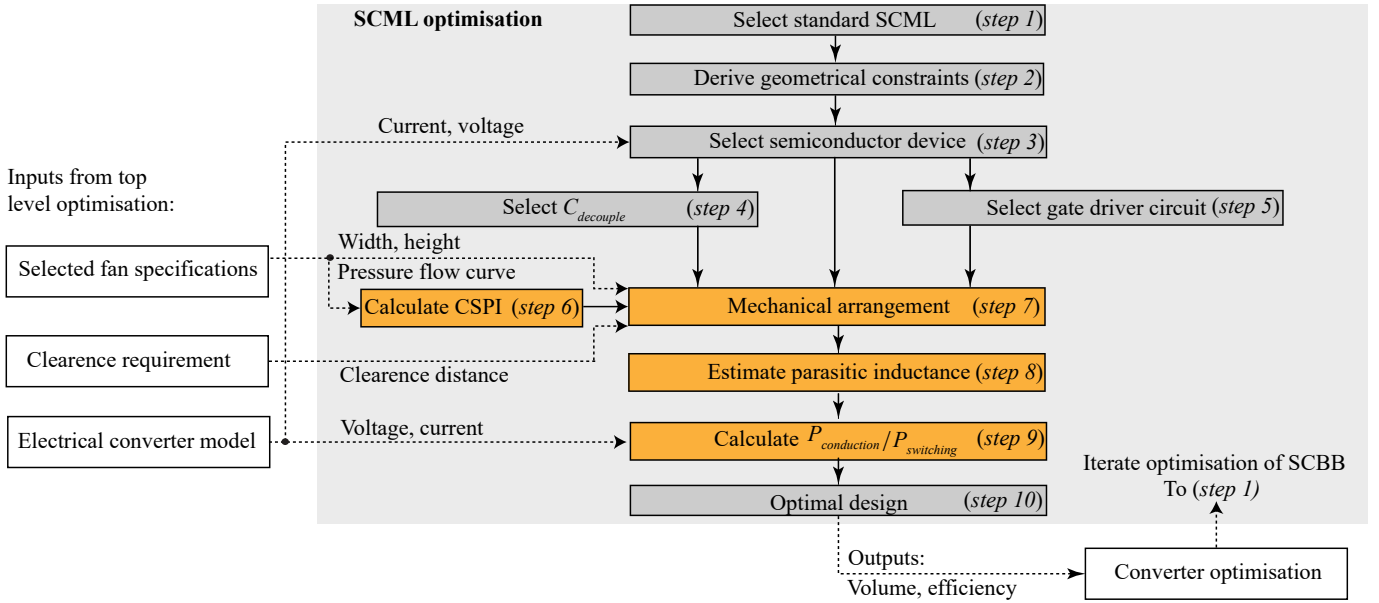 SCML optimisation
Select standard SCML (step 1)
Derive geometrical constraints (step 2)
Current, voltage
Select semiconductor device (step 3)
Inputs from top
level optimisation:
Select C_decouple (step 4)
Select gate driver circuit (step 5)
Width, height
Selected fan specifications
Pressure flow curve
Calculate CSPI (step 6)
Mechanical arrangement (step 7)
Clearence requirement
Clearence distance
Estimate parasitic inductance (step 8)
Electrical converter model
Voltage, current
Calculate P_conduction/P_switching (step 9)
Iterate optimisation of SCBB
To (step 1)
Optimal design (step 10)
Outputs:
Volume, efficiency
Converter optimisation